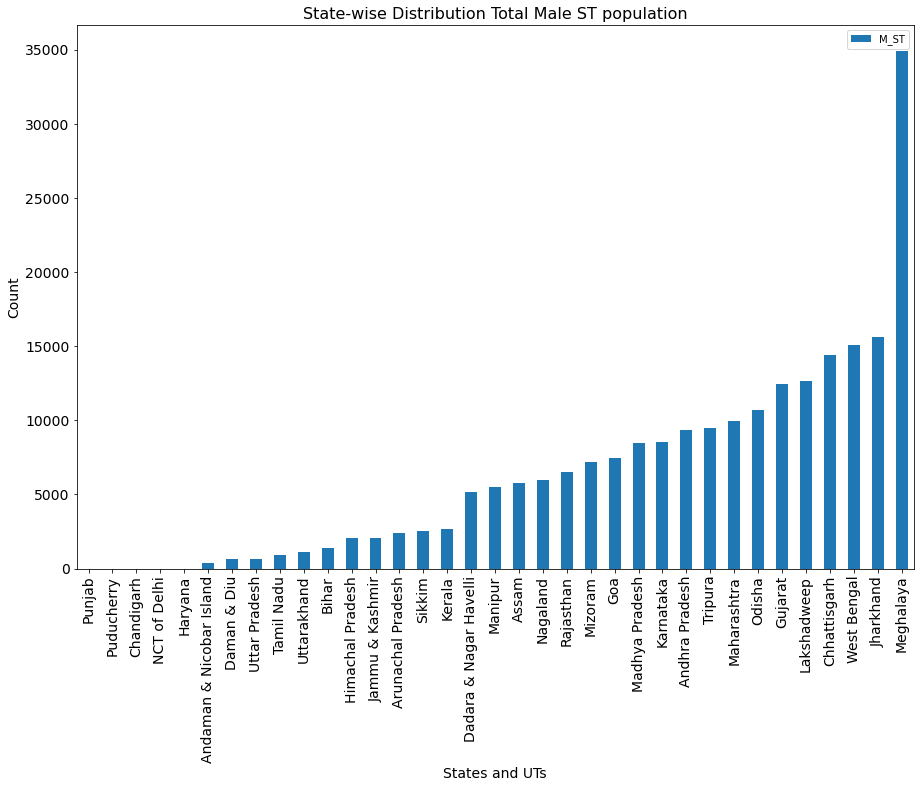 State-wise Distribution Total Male ST population
M_ST
35000
30000
25000
20000
15000
10000
5000
0
Count
Punjab
Puducherry
Chandigarh
NCT of Delhi
Haryana
Andaman & Nicobar Island
Daman & Diu
Uttar Pradesh
Tamil Nadu
Uttarakhand
Bihar
Himachal Pradesh
Jammu & Kashmir
Arunachal Pradesh
Sikkim
Kerala
Dadara & Nagar Havelli
Manipur
Assam
Nagaland
Rajasthan
Mizoram
Goa
Madhya Pradesh
Karnataka
Andhra Pradesh
Tripura
Maharashtra
Odisha
Gujarat
Lakshadweep
Chhattisgarh
West Bengal
Jharkhand
Meghalaya
States and UTs